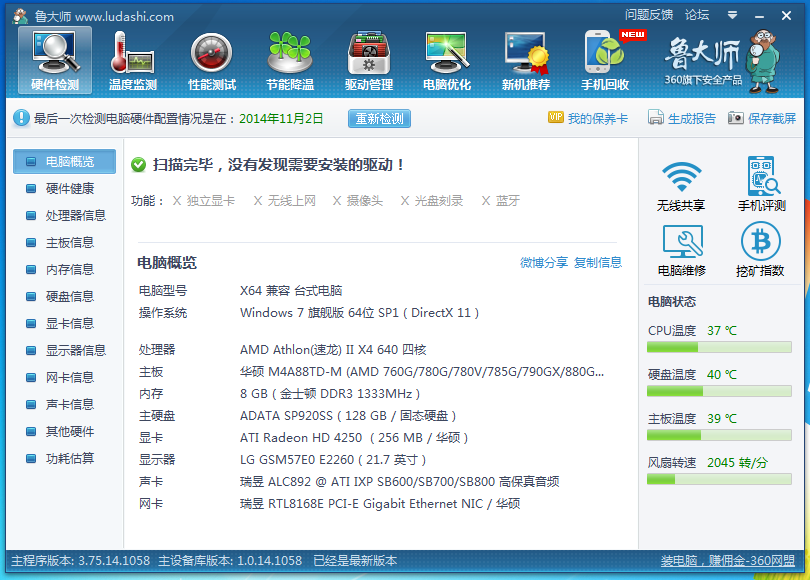 鲁大师 www.ludashi.com
问题反馈 论坛
硬件检测 温度监测 性能测试 节能降温 驱动管理 电脑优化 新机推荐 手机回收
NEW
鲁大师
360旗下安全产品
最后一次检测电脑硬件配置情况是在：2014年11月2日 重新检测
VIP 我的保养卡 生成报告 保存截屏
电脑概览
硬件健康
处理器信息
主板信息
内存信息
硬盘信息
显卡信息
显示器信息
网卡信息
声卡信息
其他硬件
功耗估算
扫描完毕，没有发现需要安装的驱动！
功能： X 独立显卡 X 无线上网 X 摄像头 X 光盘刻录 X 蓝牙
电脑概览 微博分享 复制信息
电脑型号 X64 兼容 台式电脑
操作系统 Windows 7 旗舰版 64位 SP1 ( DirectX 11 )
处理器 AMD Athlon(速龙) II X4 640 四核
主板 华硕 M4A88TD-M (AMD 760G/780G/780V/785G/790GX/880G...
内存 8 GB ( 金士顿 DDR3 1333MHz )
主硬盘 ADATA SP920SS ( 128 GB / 固态硬盘 )
显卡 ATI Radeon HD 4250 ( 256 MB / 华硕 )
显示器 LG GSM57E0 E2260 ( 21.7 英寸 )
声卡 瑞昱 ALC892 @ ATI IXP SB600/SB700/SB800 高保真音频
网卡 瑞昱 RTL8168E PCI-E Gigabit Ethernet NIC / 华硕
无线共享 手机评测
电脑维修 挖矿指数
电脑状态
CPU温度 37 ℃
硬盘温度 40 ℃
主板温度 39 ℃
风扇转速 2045 转/分
主程序版本: 3.75.14.1058 主设备库版本: 1.0.14.1058 已经是最新版本
装电脑，赚佣金-360网盟